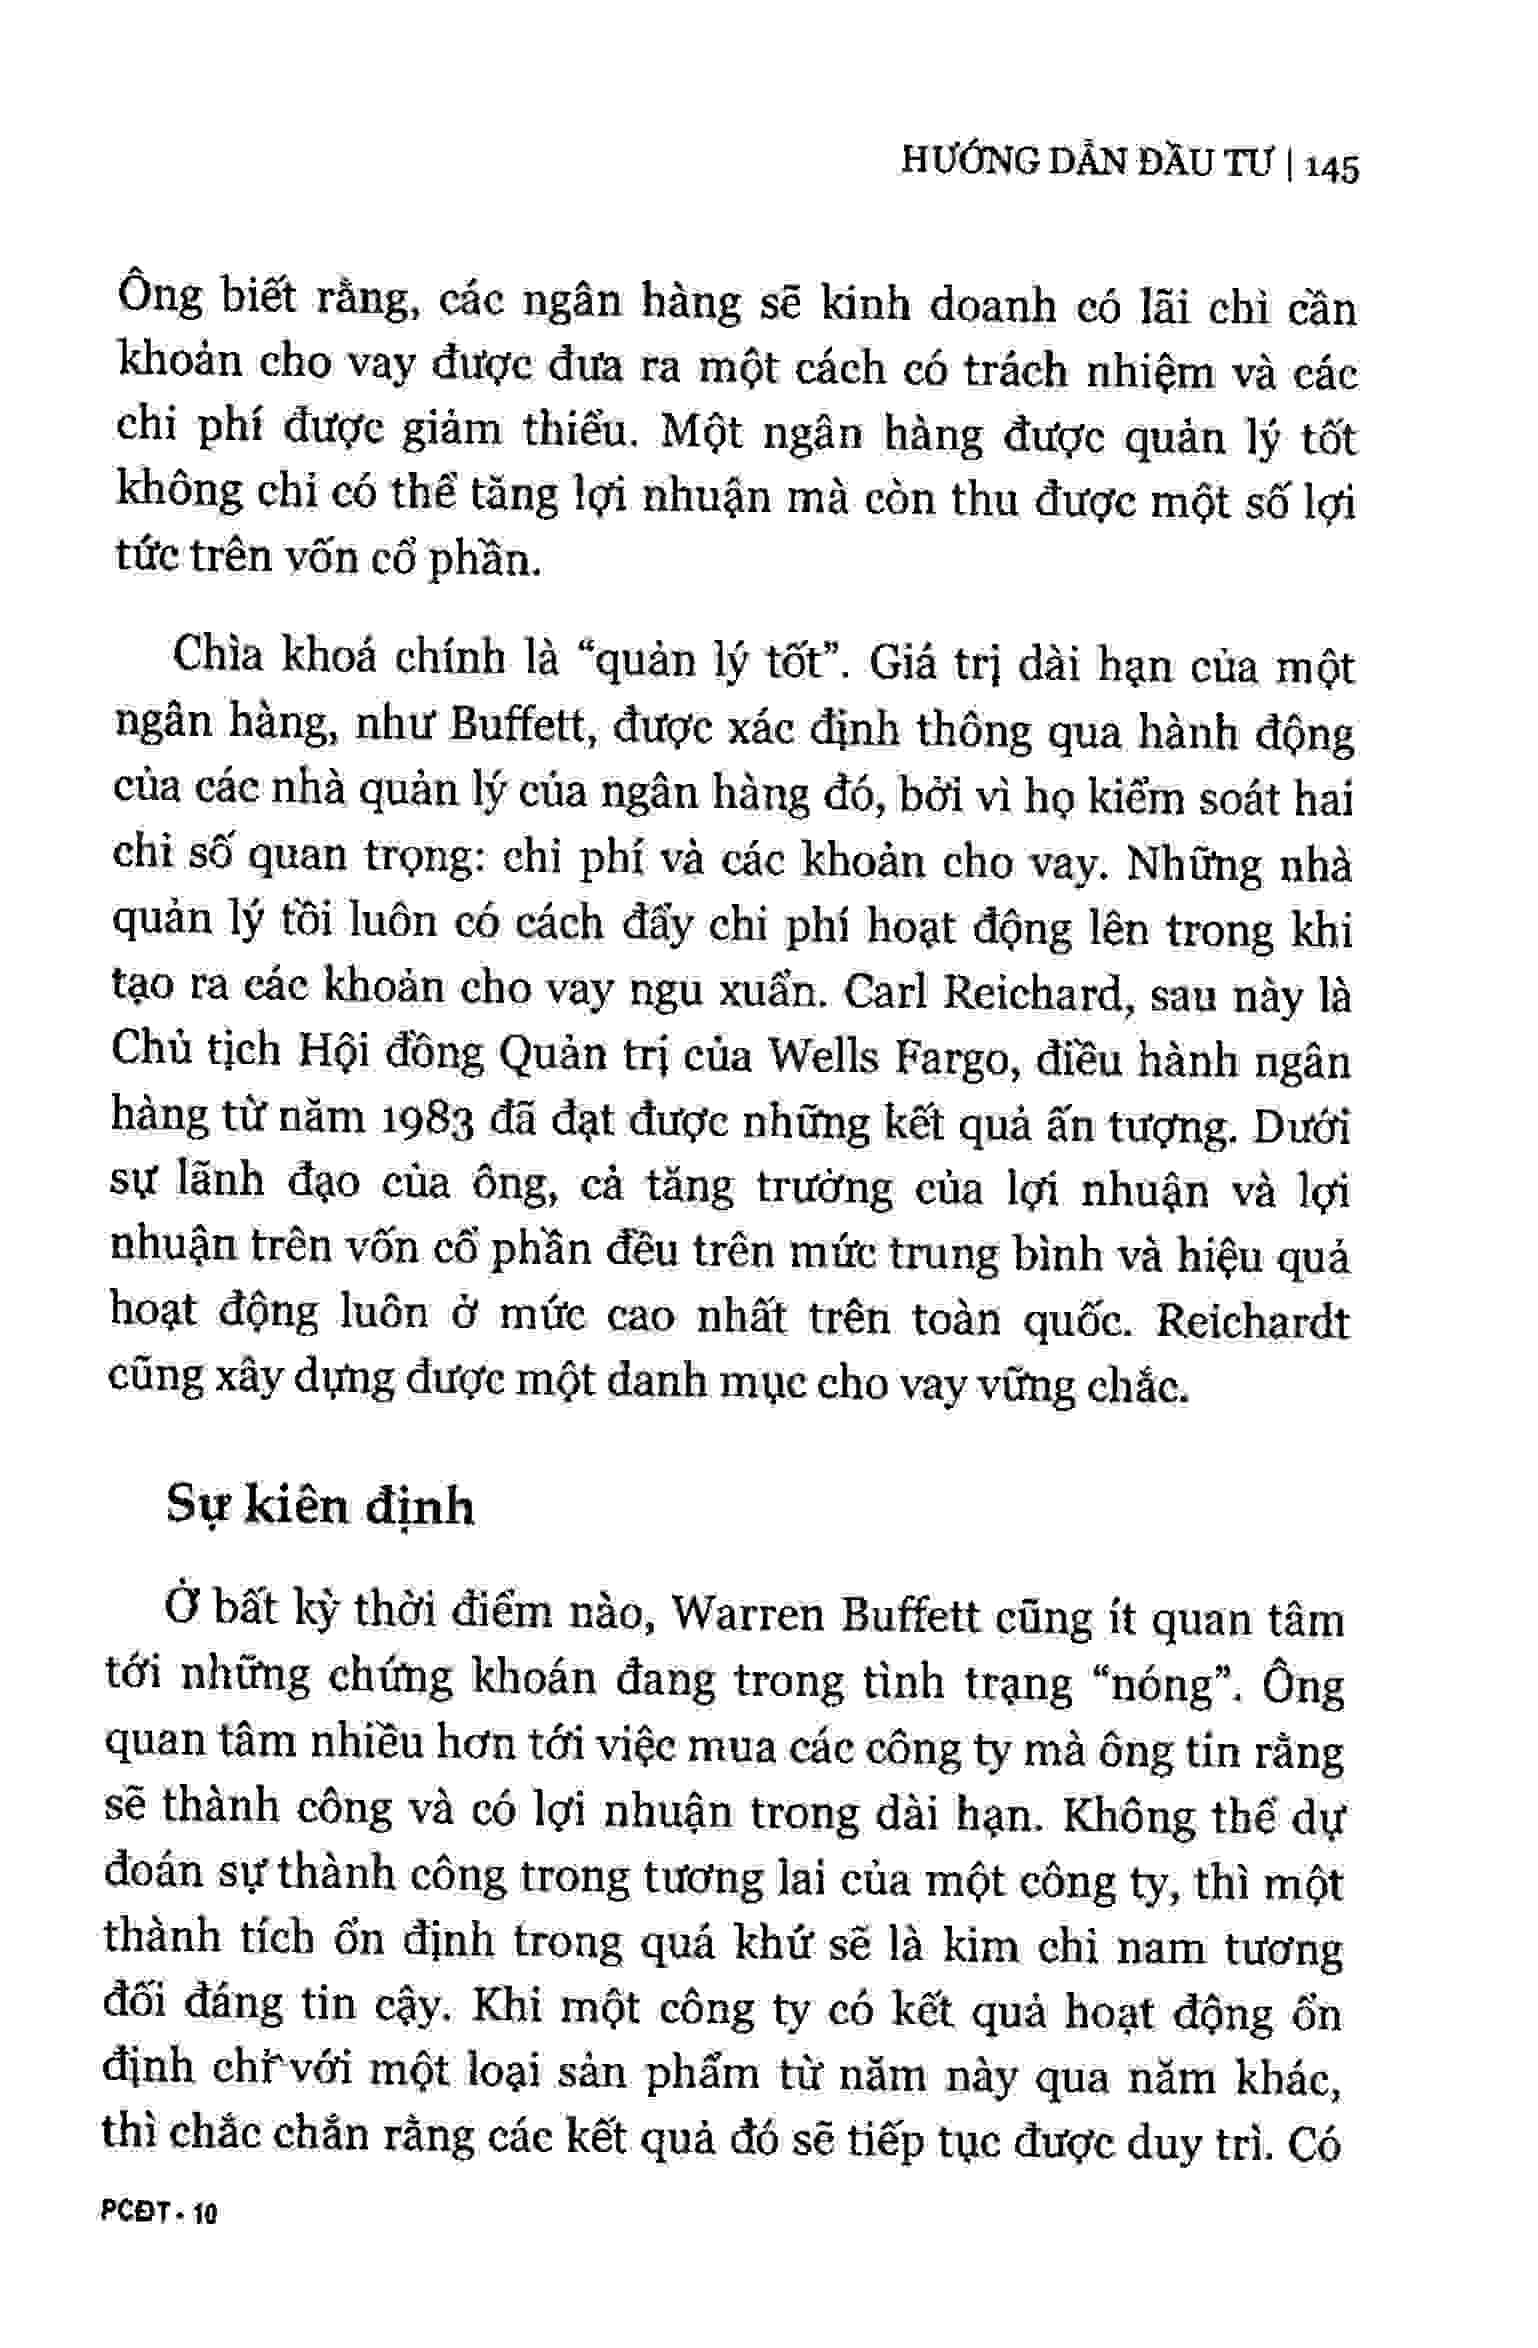 HƯỚNG DẪN ĐẦU TƯ | 145
Ông biết rằng, các ngân hàng sẽ kinh doanh có lãi chỉ cần
khoản cho vay được đưa ra một cách có trách nhiệm và các
chi phí được giảm thiểu. Một ngân hàng được quản lý tốt
không chỉ có thể tăng lợi nhuận mà còn thu được một số lợi
tức trên vốn cổ phần.
Chìa khoá chính là “quản lý tốt”. Giá trị dài hạn của một
ngân hàng, như Buffett, được xác định thông qua hành động
của các nhà quản lý của ngân hàng đó, bởi vì họ kiểm soát hai
chỉ số quan trọng: chi phí và các khoản cho vay. Những nhà
quản lý tồi luôn có cách đẩy chi phí hoạt động lên trong khi
tạo ra các khoản cho vay ngu xuẩn. Carl Reichard, sau này là
Chủ tịch Hội đồng Quản trị của Wells Fargo, điều hành ngân
hàng từ năm 1983 đã đạt được những kết quả ấn tượng. Dưới
sự lãnh đạo của ông, cả tăng trưởng của lợi nhuận và lợi
nhuận trên vốn cổ phần đều trên mức trung bình và hiệu quả
hoạt động luôn ở mức cao nhất trên toàn quốc. Reichardt
cũng xây dựng được một danh mục cho vay vững chắc.
Sự kiên định
Ở bất kỳ thời điểm nào, Warren Buffett cũng ít quan tâm
tới những chứng khoán đang trong tình trạng “nóng”. Ông
quan tâm nhiều hơn tới việc mua các công ty mà ông tin rằng
sẽ thành công và có lợi nhuận trong dài hạn. Không thể dự
đoán sự thành công trong tương lai của một công ty, thì một
thành tích ổn định trong quá khứ sẽ là kim chỉ nam tương
đối đáng tin cậy. Khi một công ty có kết quả hoạt động ổn
định chỉ với một loại sản phẩm từ năm này qua năm khác,
thì chắc chắn rằng các kết quả đó sẽ tiếp tục được duy trì. Có
PCĐT - 10